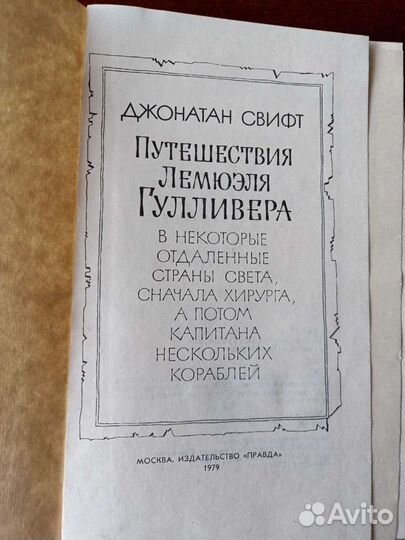 ДЖОНАТАН СВИФТ
ПУТЕШЕСТВИЯ
ЛЕМЮЭЛЯ
ГУЛЛИВЕРА
В НЕКОТОРЫЕ
ОТДАЛЕННЫЕ
СТРАНЫ СВЕТА,
СНАЧАЛА ХИРУРГА,
А ПОТОМ
КАПИТАНА
НЕСКОЛЬКИХ
КОРАБЛЕЙ
МОСКВА. ИЗДАТЕЛЬСТВО «ПРАВДА»
1979
Avito